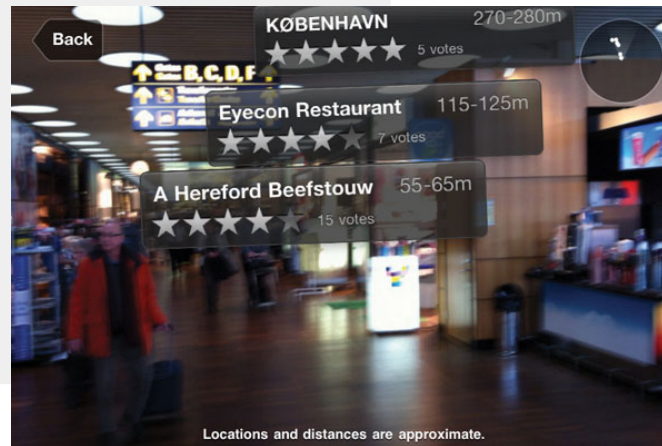 Back
KØBENHAVN 270-280m
5 votes
B, C, D, F
Eyecon Restaurant 115-125m
7 votes
A Hereford Beefstouw 55-65m
15 votes
Locations and distances are approximate.